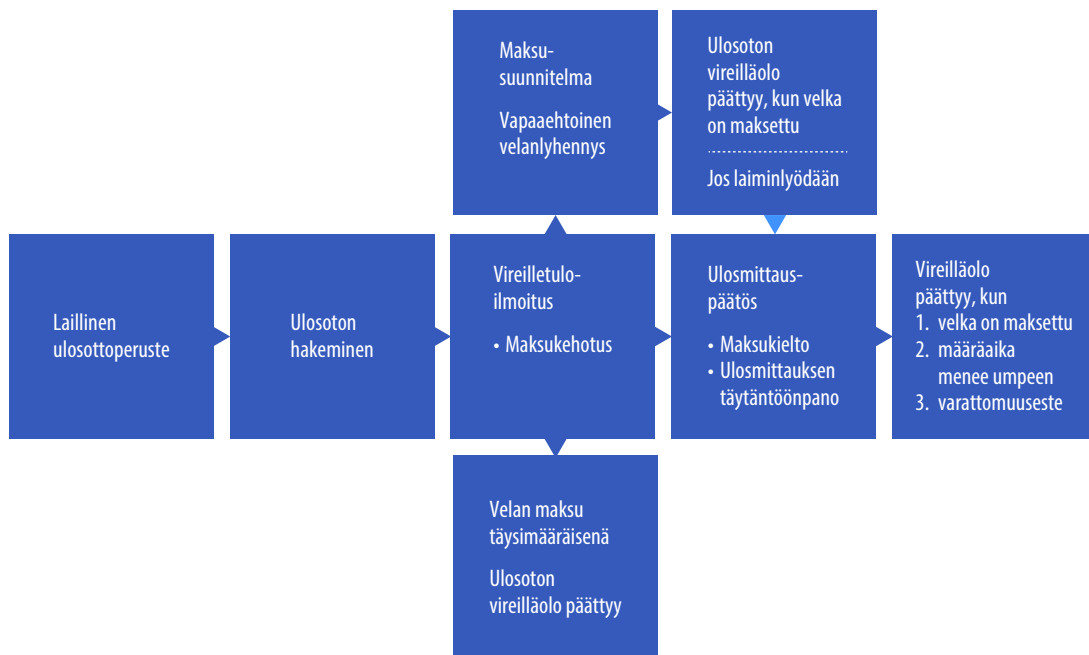 Maksu-
suunnitelma
Vapaaehtoinen
velanlyhennys
Ulosoton
vireilläolo
päättyy, kun velka
on maksettu
Jos laiminlyödään
Laillinen
ulosottoperuste
Ulosoton
hakeminen
Vireilletulo-
ilmoitus
• Maksukehotus
Ulosmittaus-
päätös
• Maksukielto
• Ulosmittauksen
täytäntöönpano
Vireilläolo
päättyy, kun
1. velka on maksettu
2. määräaika
menee umpeen
3. varattomuuseste
Velan maksu
täysimääräisenä
Ulosoton
vireilläolo päättyy